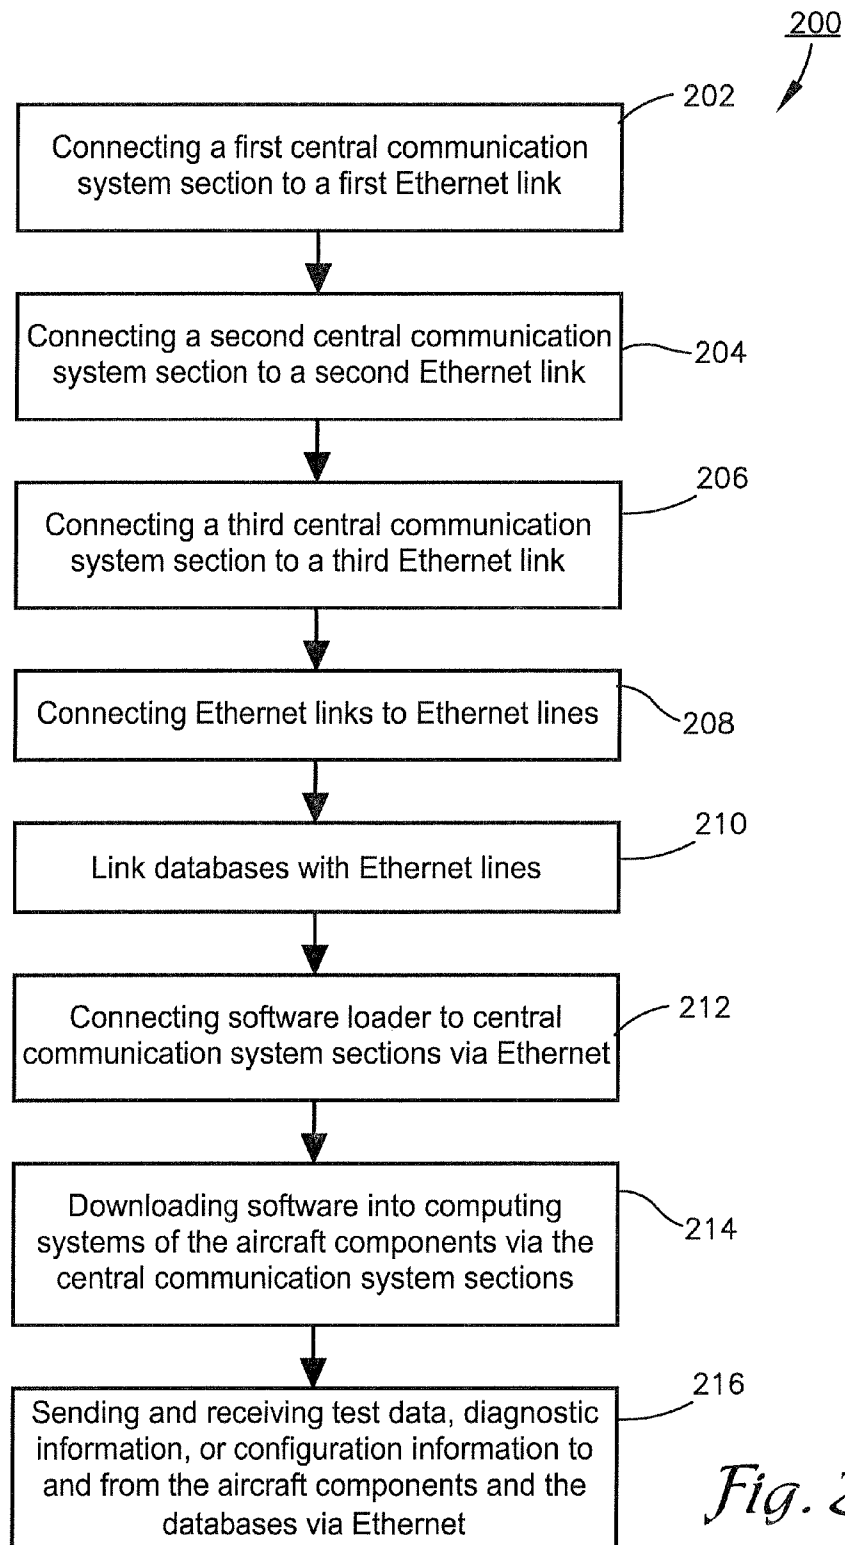 200
202
Connecting a first central communication
system section to a first Ethernet link
Connecting a second central communication
system section to a second Ethernet link
204
206
Connecting a third central communication
system section to a third Ethernet link
Connecting Ethernet links to Ethernet lines
208
210
Link databases with Ethernet lines
Connecting software loader to central
communication system sections via Ethernet
212
Downloading software into computing
systems of the aircraft components via the
central communication system sections
214
216
Sending and receiving test data, diagnostic
information, or configuration information to
and from the aircraft components and the
databases via Ethernet
Fig. 2